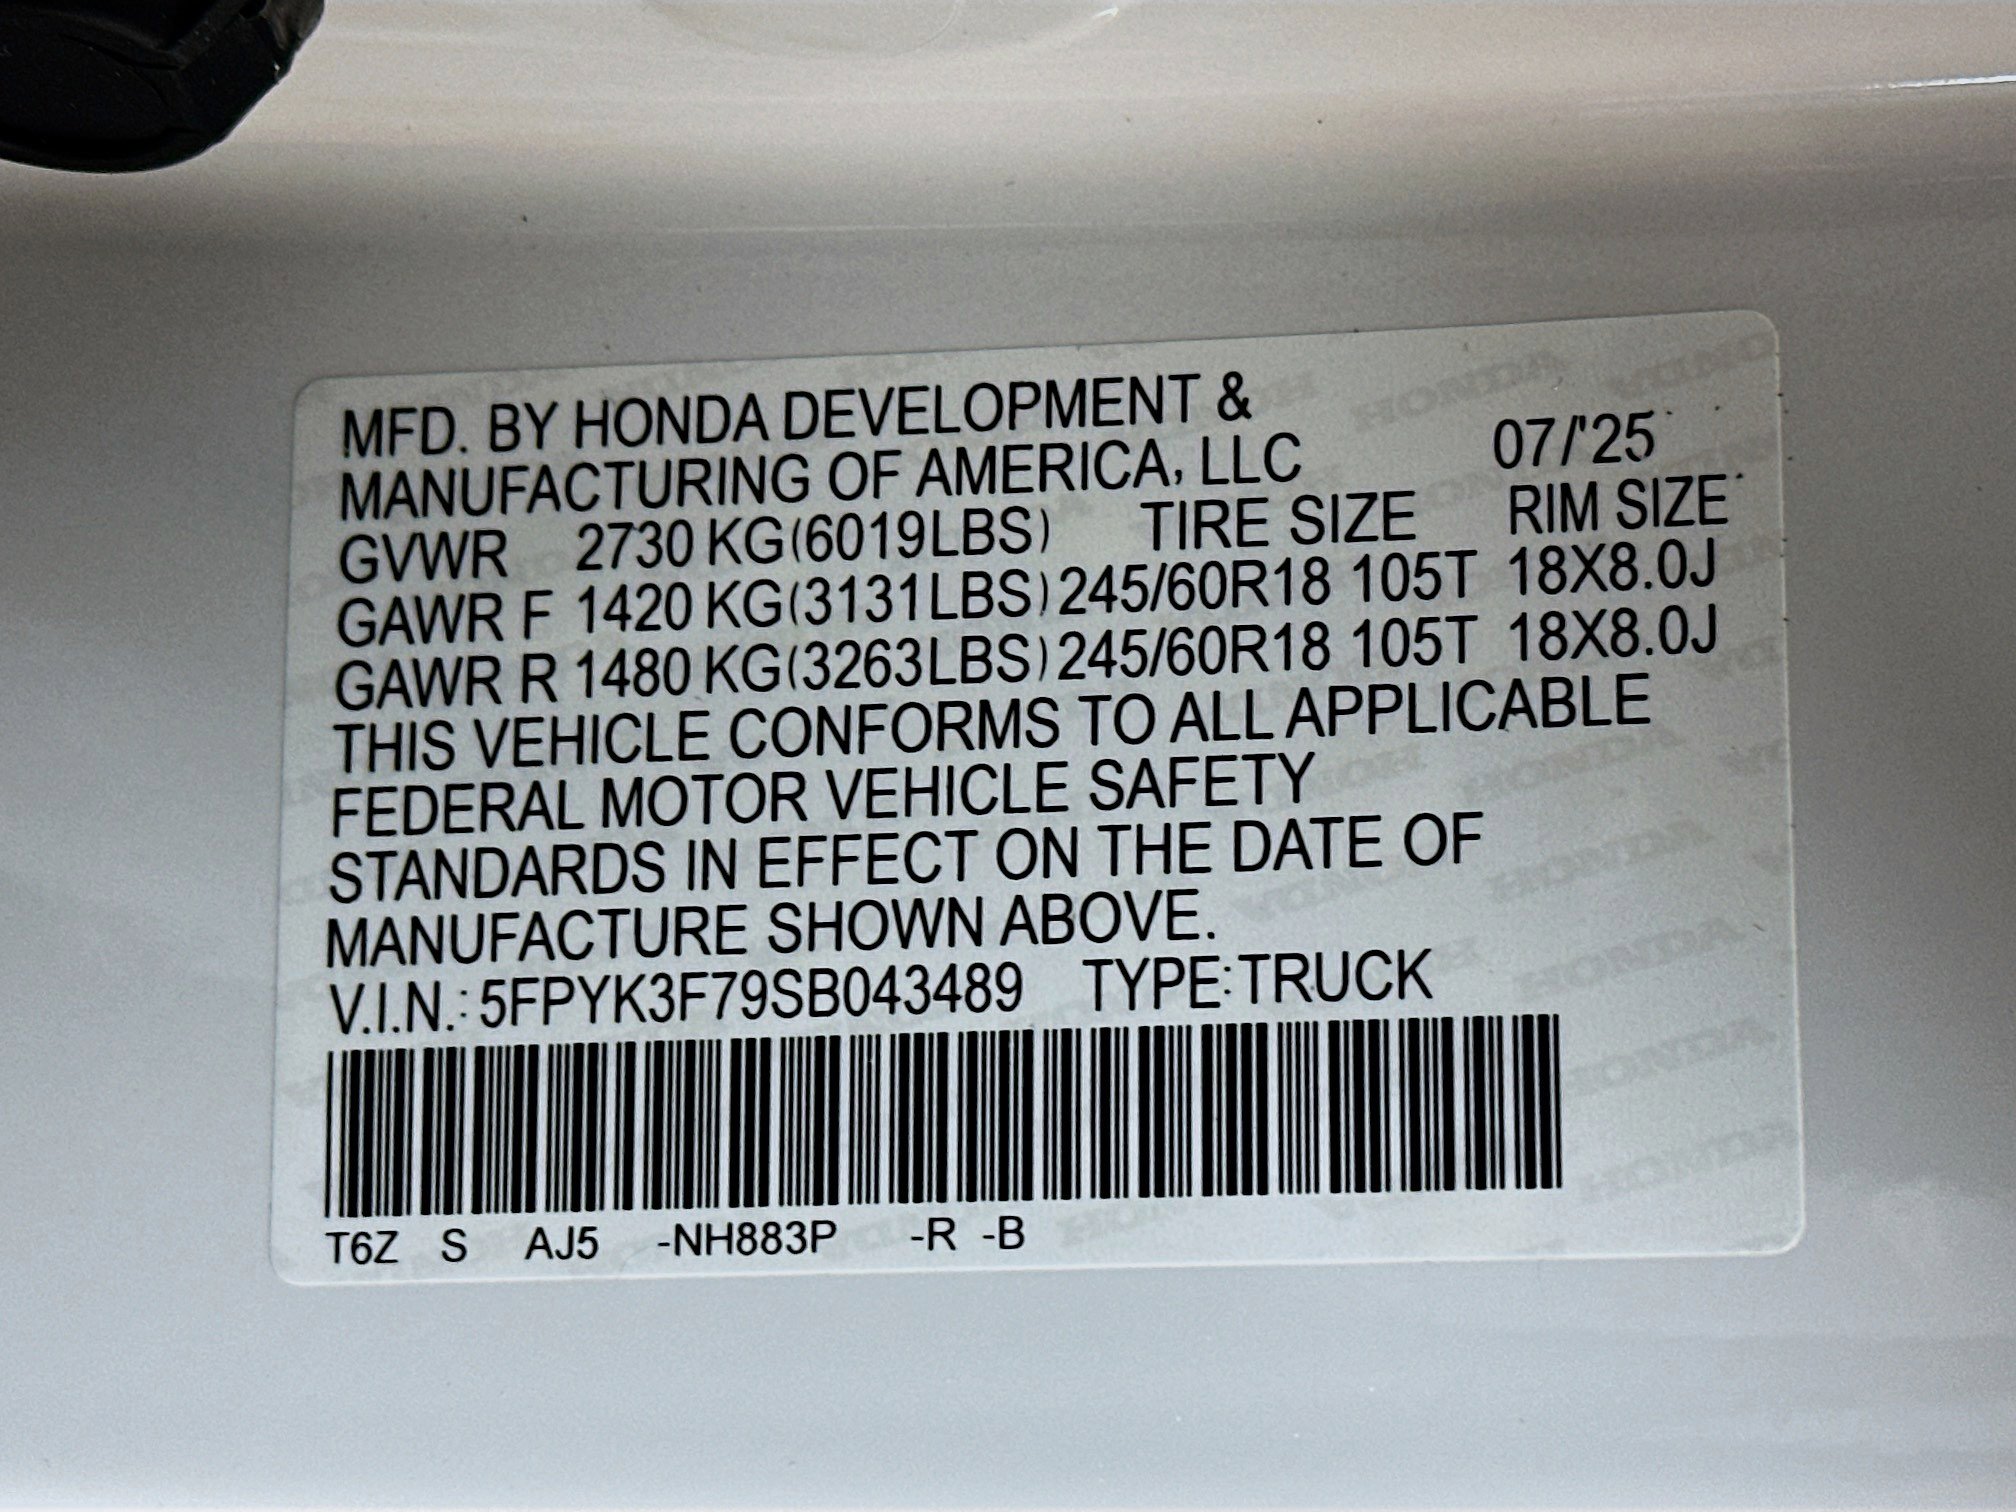 MFD. BY HONDA DEVELOPMENT &
MANUFACTURING OF AMERICA, LLC 07/'25
GVWR 2730 KG(6019LBS) TIRE SIZE RIM SIZE
GAWR F 1420 KG(3131LBS) 245/60R18 105T 18X8.0J
GAWR R 1480 KG(3263LBS) 245/60R18 105T 18X8.0J
THIS VEHICLE CONFORMS TO ALL APPLICABLE
FEDERAL MOTOR VEHICLE SAFETY
STANDARDS IN EFFECT ON THE DATE OF
MANUFACTURE SHOWN ABOVE.
V.I.N.: 5FPYK3F79SB043489 TYPE:TRUCK
T6Z S AJ5 -NH883P -R -B